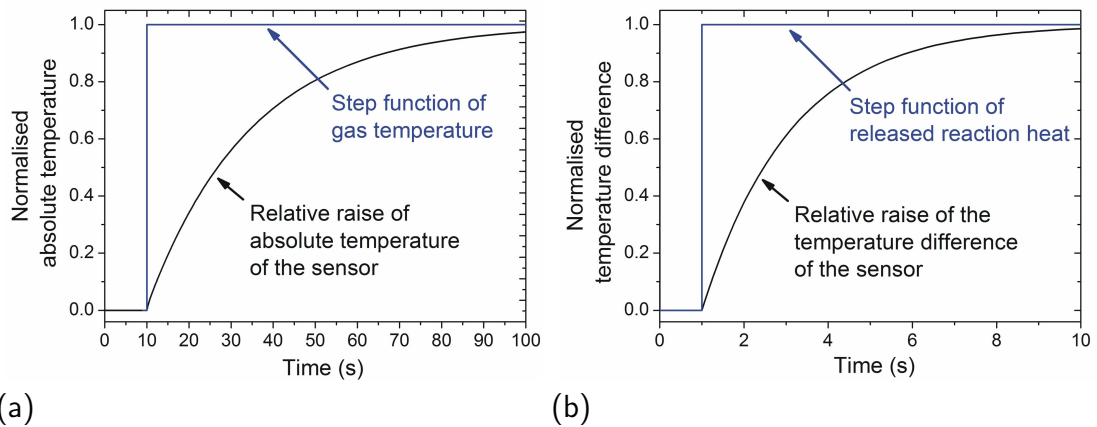 Normalised
absolute temperature
1.0
0.8
0.6
0.4
0.2
0.0
Step function of
gas temperature
Relative raise of
absolute temperature
of the sensor
0 10 20 30 40 50 60 70 80 90 100
Time (s)
(a)
Normalised
temperature difference
1.0
0.8
0.6
0.4
0.2
0.0
Step function of
released reaction heat
Relative raise of the
temperature difference
of the sensor
0 2 4 6 8 10
Time (s)
(b)